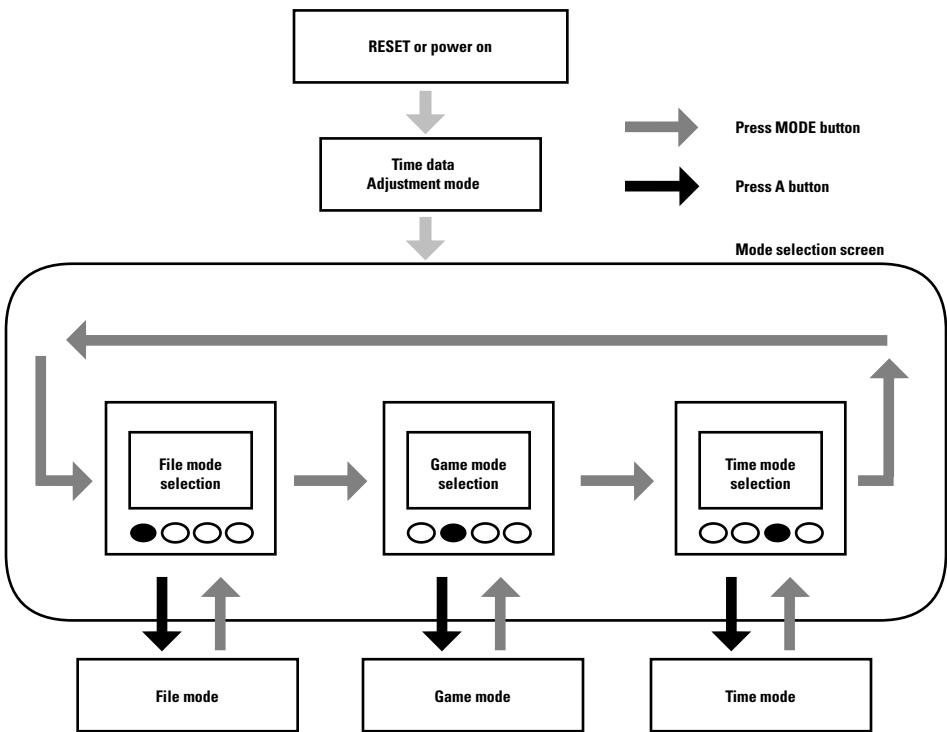 RESET or power on
Press MODE button
Time data
Adjustment mode
Press A button
Mode selection screen
File mode
selection
Game mode
selection
Time mode
selection
File mode
Game mode
Time mode